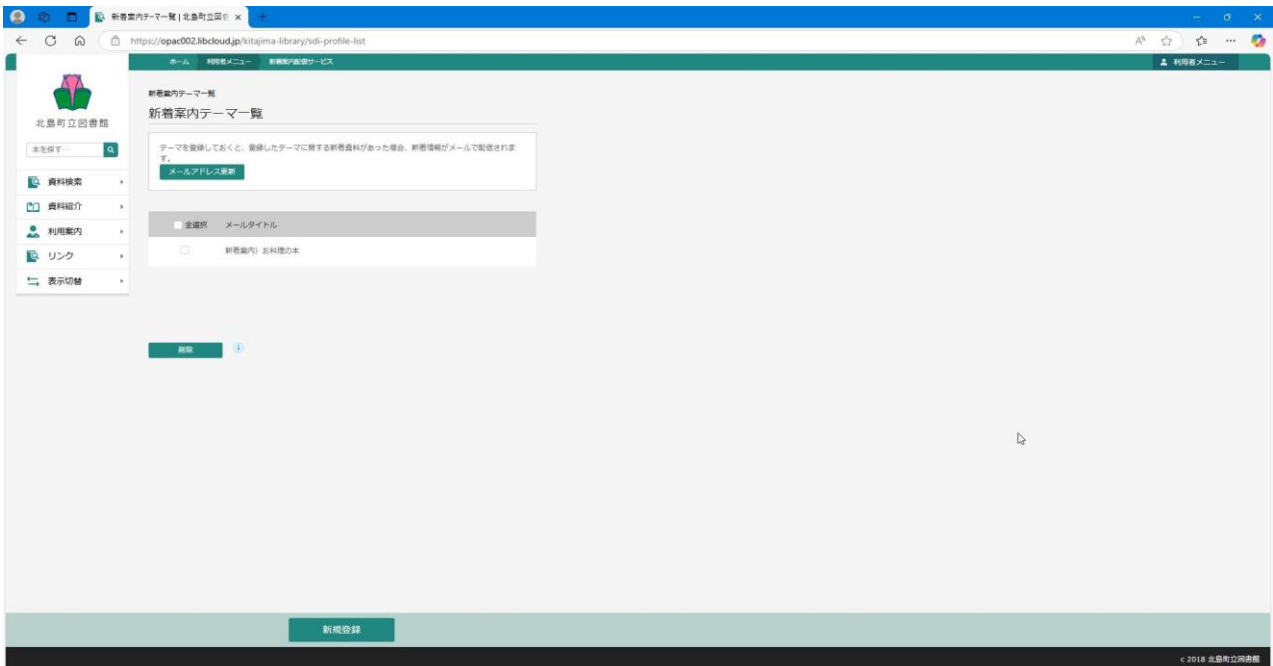 新着案内テーマ一覧 | 北島町立図書
https://opac002.libcloud.jp/kitajima-library/sdi-profile-list
ホーム 利用者メニュー 新着案内配信サービス
利用者メニュー
北島町立図書館
本を探す…
資料検索
資料紹介
利用案内
リンク
表示切替
新着案内テーマ一覧
新着案内テーマ一覧
テーマを登録しておくと、登録したテーマに関する新着資料があった場合、新着情報がメールで配信されま
す。
メールアドレス更新
全選択 メールタイトル
新着案内）お料理の本
削除
新規登録
c 2018 北島町立図書館